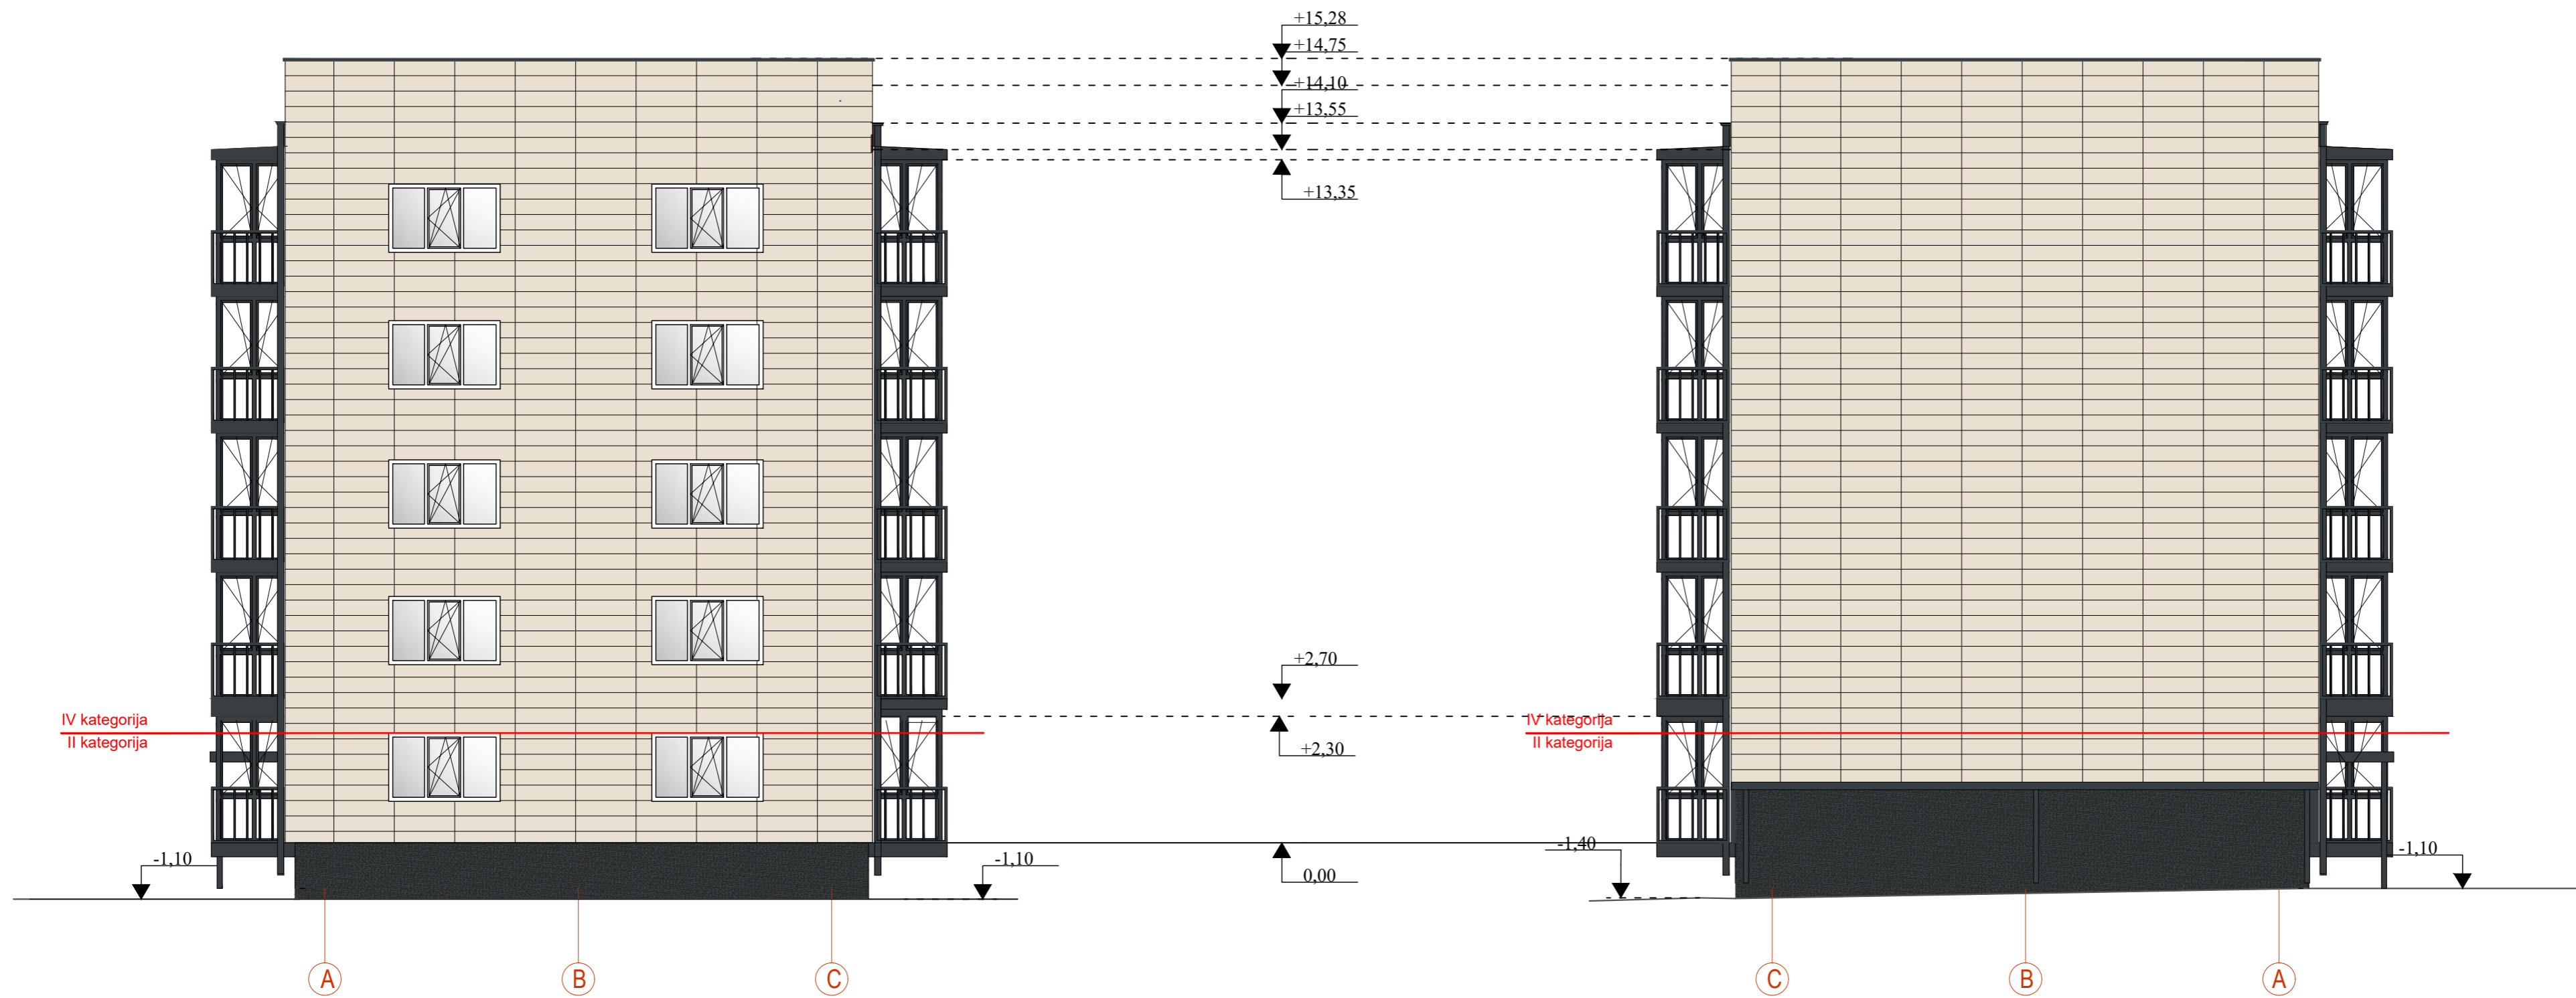 +15,28
+14,75
+14,10
+13,55
+13,35
+2,70
IV kategorija
II kategorija
IV kategorija
II kategorija
+2,30
-1,10
-1,10
0,00
-1,40
-1,10
A
B
C
C
B
A